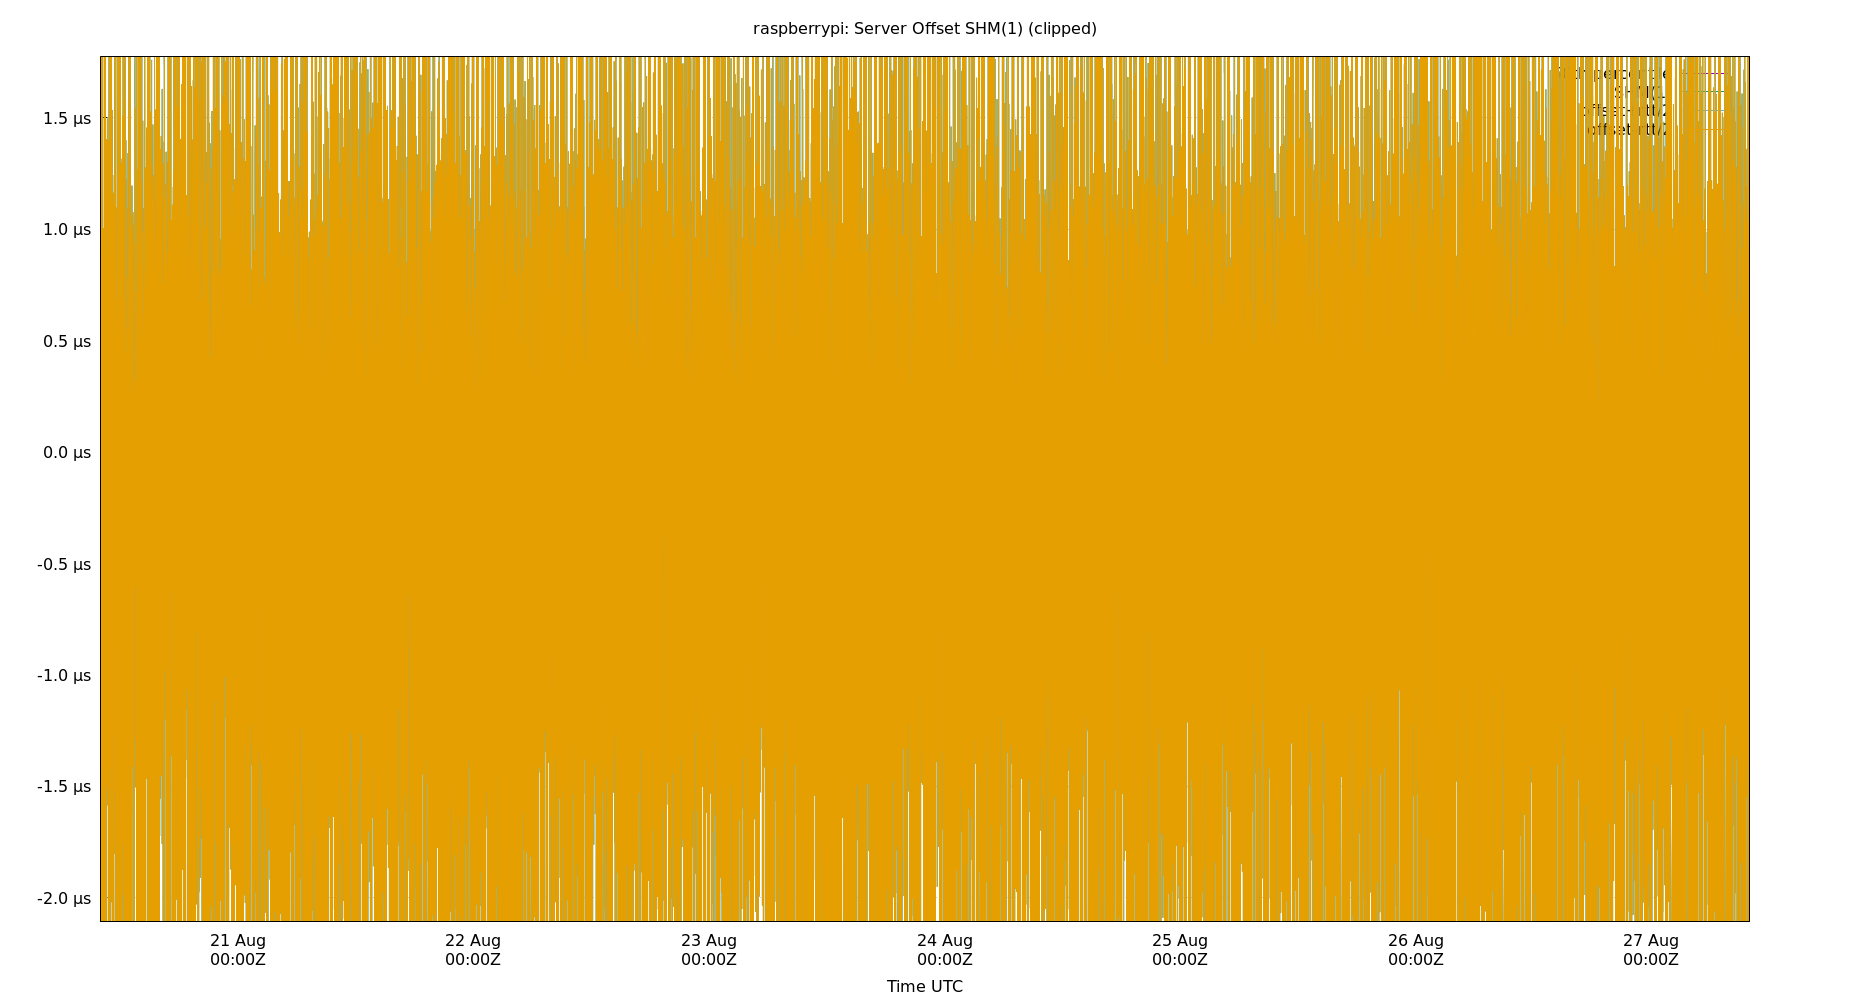 raspberrypi: Server Offset SHM(1) (clipped)
1.5 µs
1.0 µs
0.5 µs
0.0 µs
-0.5 µs
-1.0 µs
-1.5 µs
-2.0 µs
21 Aug 22 Aug 23 Aug 24 Aug 25 Aug 26 Aug 27 Aug
00:00Z 00:00Z 00:00Z 00:00Z 00:00Z 00:00Z 00:00Z
Time UTC